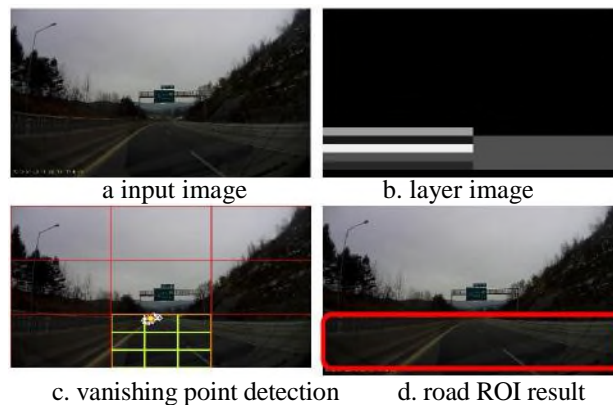 a input image
b. layer image
c. vanishing point detection
d. road ROI result